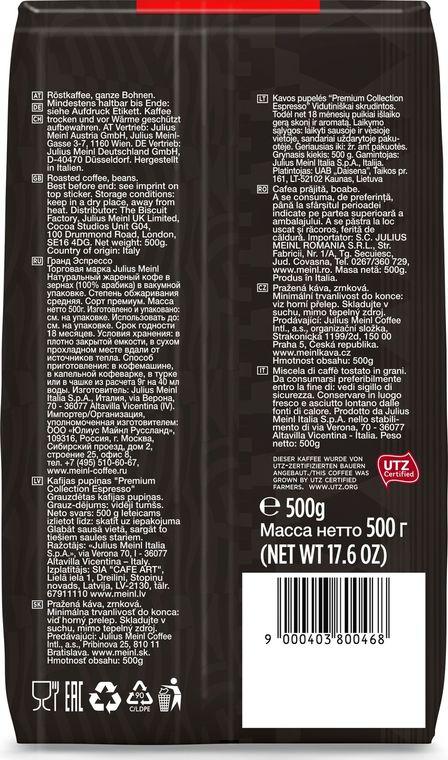 AT Röstkaffee, ganze Bohnen.
DE Mindestens haltbar bis Ende:
CH siehe Aufdruck Etikett. Kaffee
trocken und vor Wärme geschützt
aufbewahren. AT Vertrieb: Julius
Meinl Austria GmbH, Julius Meinl-
Gasse 3-7, 1160 Wien. DE Vertrieb:
Julius Meinl Deutschland GmbH,
D-40470 Düsseldorf. Hergestellt
in Italien.
GB Roasted coffee, beans.
Best before end: see imprint on
top sticker. Storage conditions:
keep in a dry place, away from
heat. Distributor: The Biscuit
Factory, Julius Meinl UK Limited,
Cocoa Studios Unit G04,
100 Drummond Road, London,
SE16 4DG. Net weight: 500g.
Country of origin: Italy
RU Гранд Эспрессо
Торговая марка Julius Meinl
Натуральный жареный кофе в
зернах (100% арабика) в вакумной
упаковке. Степень обжаривания
средняя. Сорт премиум. Масса
нетто 500г. Изготовлено и упаковано:
см. на упаковке. Использовать до:
см. на упаковке. Срок годности
18 месяцев. Условия хранения: в
плотно закрытой емкости, в сухом
прохладном месте вдали от
источников тепла. Способ
приготовления: в кофемашине,
в капельной кофеварке, в турке
или в чашке из расчета 9г на 40 мл
воды. Изготовитель: Julius Meinl
Italia S.p.A., Италия, via Verona,
70 - 36077 Altavilla Vicentina (IV).
Импортер/Организация,
уполномоченная изготовителем:
ООО «Юлиус Майнл Руссланд»,
109316, Россия, г. Москва,
Сибирский проезд, дом 2,
строение 25, офис 8,
тел. +7 (495) 510-60-67,
www.meinl-coffee.ru
LV Kafijas pupiņas "Premium
Collection Espresso"
Grauzdētas kafijas pupiņas.
Grauz-dējums: vidēji tumšs.
Neto svars: 500 g Ieteicams
izlietot līdz: skatīt uz iepakojuma
Glabāt sausā vietā, sargāt no
tiešiem saules stariem.
Ražotājs: «Julius Meinl Italia
S.p.A.», via Verona 70, I - 36077
Altavilla Vicentina – Italy.
Izplatītājs: SIA "CAFE ART",
Lielā iela 1, Dreiliņi, Stopiņu
novads, Latvija, LV-2130, tālr.
67911110 www.meinl.lv
SK Pražená káva, zrnková.
Minimálna trvanlivosť do konca:
viď horný prelep. Skladujte v
suchu, mimo tepelný zdroj.
Predávajúci: Julius Meinl Coffee
Intl., a.s., Pribinova 25, 810 11
Bratislava. www.meinl.sk.
Hmotnosť obsahu: 500g
EAC
90
C/LDPE
LT Kavos pupelės "Premium Collection
Espresso" Vidutiniškai skrudintos.
Todėl net 18 mėnesių puikiai išlaiko
gerą skonį ir aromatą. Laikymo
sąlygos: laikyti sausoje ir vėsioje
vietoje, sandariai uždarytoje paku-
otėje. Geriausias iki: žr. ant pakuotės.
Grynasis kiekis: 500 g. Gamintojas:
Julius Meinl Italia S.p.A., Italija.
Platintojas: UAB „Daisena", Taikos pr.
161, LT-52102 Kaunas, Lietuva
RO Cafea prăjită, boabe.
A se consuma, de preferință,
până la sfârșitul perioadei
indicate pe partea superioară a
ambalajului. A se păstra la loc
uscat și răcoros, ferit de
căldură. Importator: S.C. JULIUS
MEINL ROMANIA S.R.L., Str.
Fabricii, Nr. 1/A, Tg. Secuiesc,
Jud. Covasna, Tel. 0267/360 729,
www.meinl.ro. Masa netă: 500g.
Produs în Italia.
CZ Pražená káva, zrnková.
Minimální trvanlivost do konce:
viz horní přelep. Skladujte v
suchu, mimo tepelný zdroj.
Prodávající: Julius Meinl Coffee
Intl., a.s., organizační složka,
Strakonická 1199/2d, 150 00
Praha 5, Česká republika.
www.meinlkava.cz
Hmotnost obsahu: 500g
IT Miscela di caffè tostato in grani.
Da consumarsi preferibilmente
entro la fine di: vedi sigillo di
sicurezza. Conservare in luogo
fresco e asciutto lontano dalle
fonti di calore. Prodotto da Julius
Meinl Italia S.p.A. nello stabili-
mento di via Verona, 70 - 36077
Altavilla Vicentina - Italia. Peso
netto: 500g
DIESER KAFFEE WURDE VON
UTZ-ZERTIFIZIERTEN BAUERN
ANGEBAUT./THIS COFFEE WAS
GROWN BY UTZ CERTIFIED
FARMERS. WWW.UTZ.ORG
UTZ
Certified
℮ 500g
Масса нетто 500 г
(NET WT 17.6 OZ)
9 000403 800468